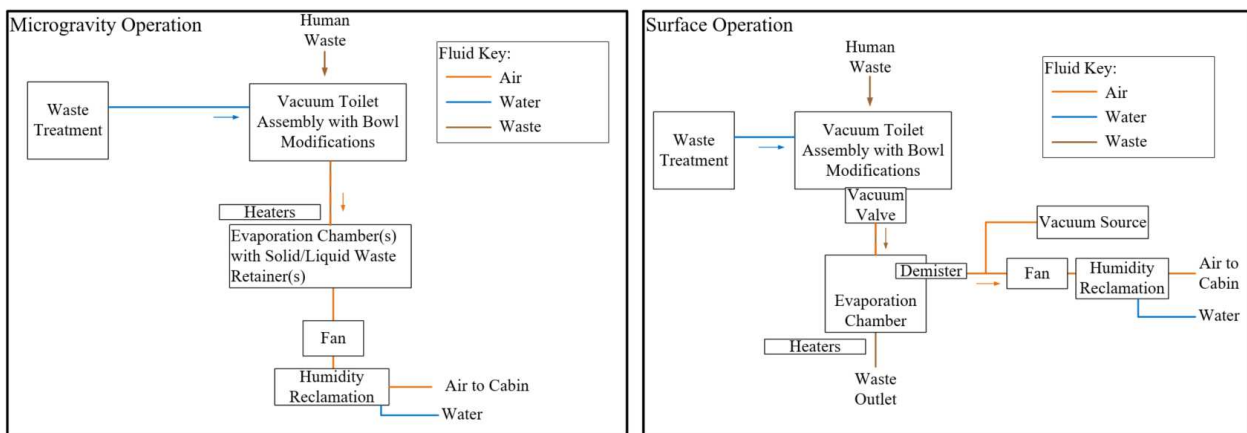 Microgravity Operation
Human
Waste
Fluid Key:
Air
Water
Waste
Waste
Treatment
Vacuum Toilet
Assembly with Bowl
Modifications
Heaters
Evaporation Chamber(s)
with Solid/Liquid Waste
Retainer(s)
Fan
Humidity
Reclamation
Air to Cabin
Water
Surface Operation
Human
Waste
Fluid Key:
Air
Water
Waste
Waste
Treatment
Vacuum Toilet
Assembly with Bowl
Modifications
Vacuum
Valve
Vacuum Source
Demister
Fan
Humidity
Reclamation
Air to
Cabin
Water
Evaporation
Chamber
Heaters
Waste
Outlet